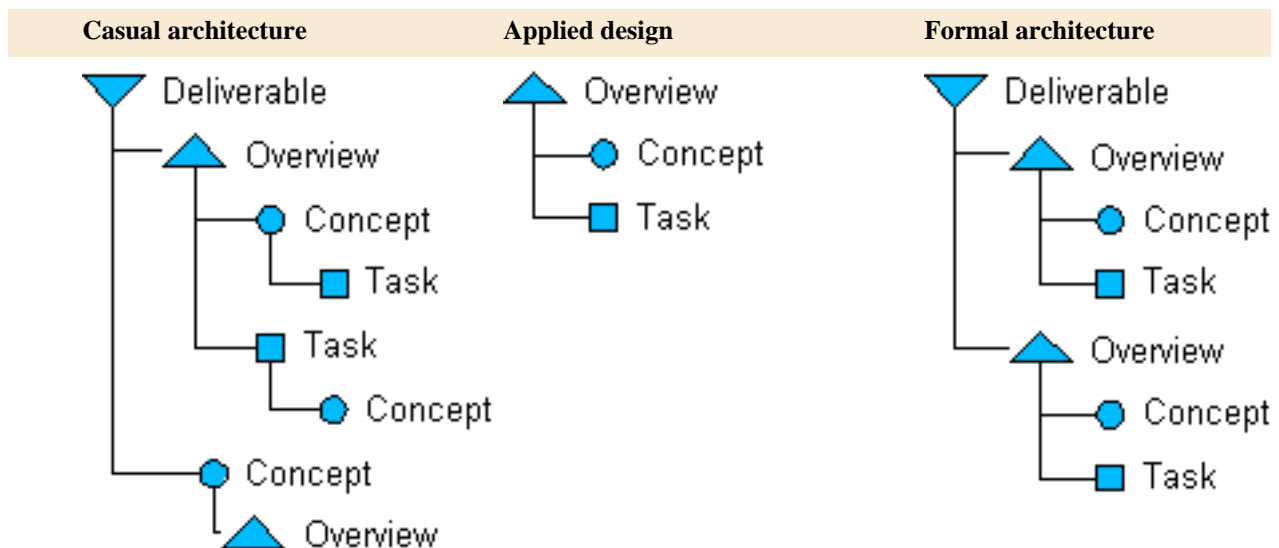 Casual architecture Applied design Formal architecture
Deliverable Overview Deliverable
Overview Concept Overview
Concept Task Concept
Task Task
Task Overview
Concept Concept
Concept Task
Overview